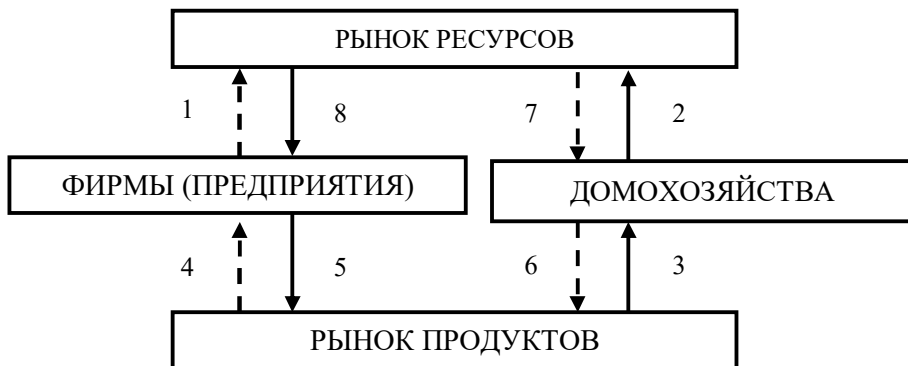 РЫНОК РЕСУРСОВ
1 8 7 2
ФИРМЫ (ПРЕДПРИЯТИЯ) ДОМОХОЗЯЙСТВА
4 5 6 3
РЫНОК ПРОДУКТОВ